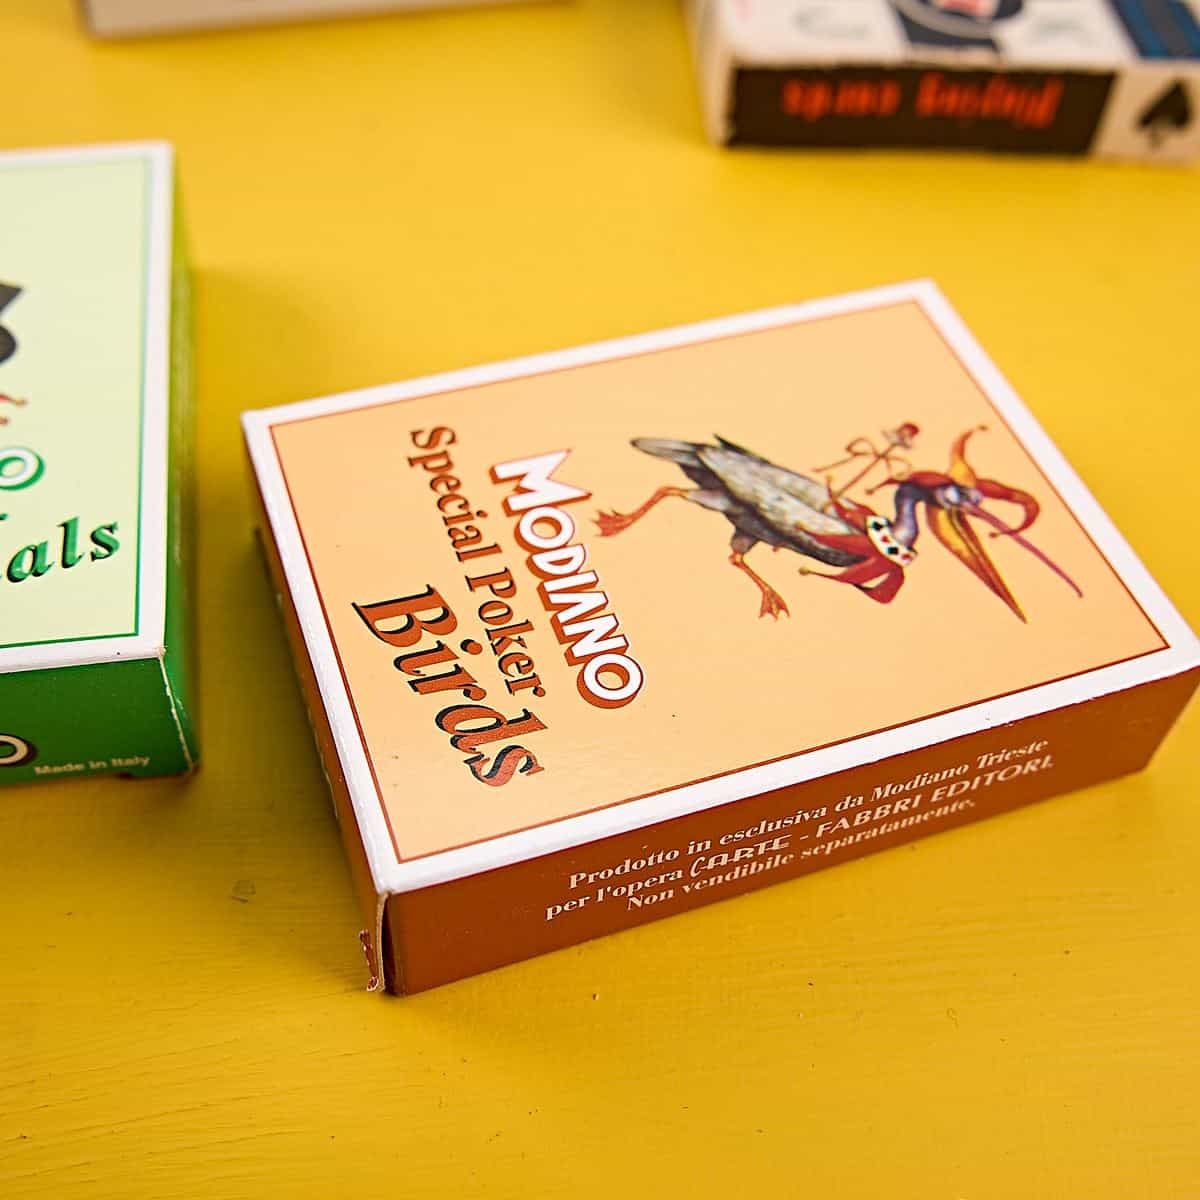 Playing cards
MODIANO
Special Poker
Birds
Prodotto in esclusiva da Modiano Trieste
per l'opera CARTE - FABBRI EDITORI.
Non vendibile separatamente.
Made in Italy